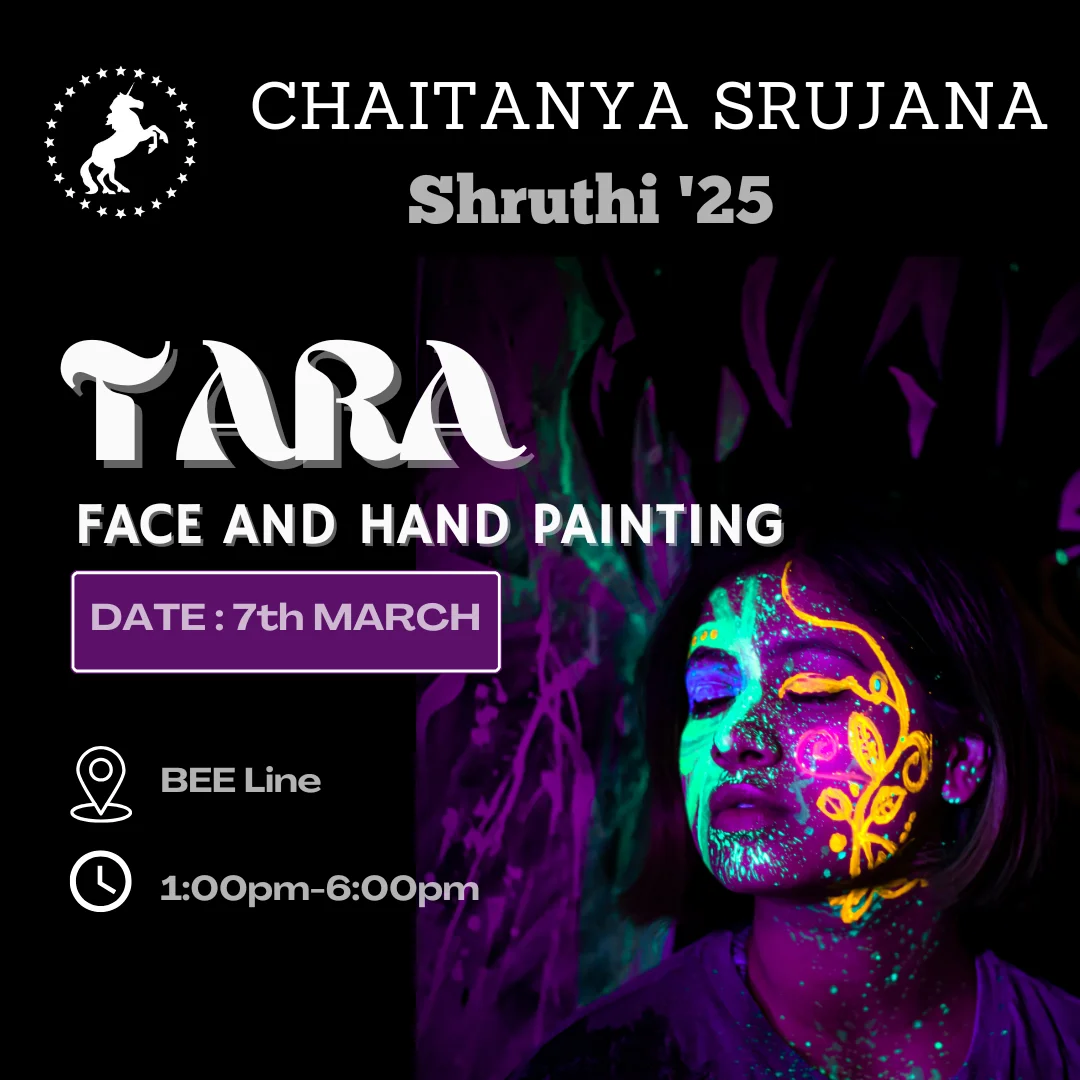 CHAITANYA SRUJANA
Shruthi '25
TARA
FACE AND HAND PAINTING
DATE : 7th MARCH
BEE Line
1:00pm-6:00pm